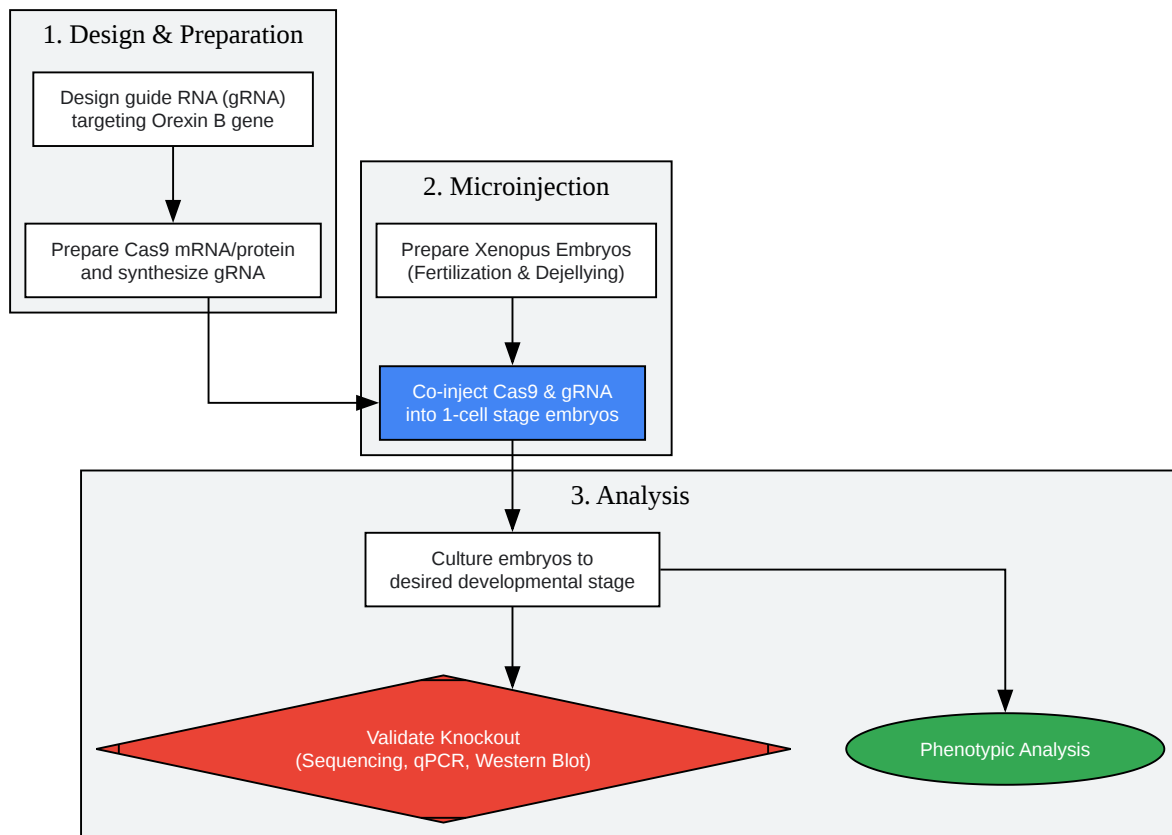 1. Design & Preparation
Design guide RNA (gRNA)
targeting Orexin B gene
Prepare Cas9 mRNA/protein
and synthesize gRNA
2. Microinjection
Prepare Xenopus Embryos
(Fertilization & Dejellying)
Co-inject Cas9 & gRNA
into 1-cell stage embryos
3. Analysis
Culture embryos to
desired developmental stage
Validate Knockout
(Sequencing, qPCR, Western Blot)
Phenotypic Analysis